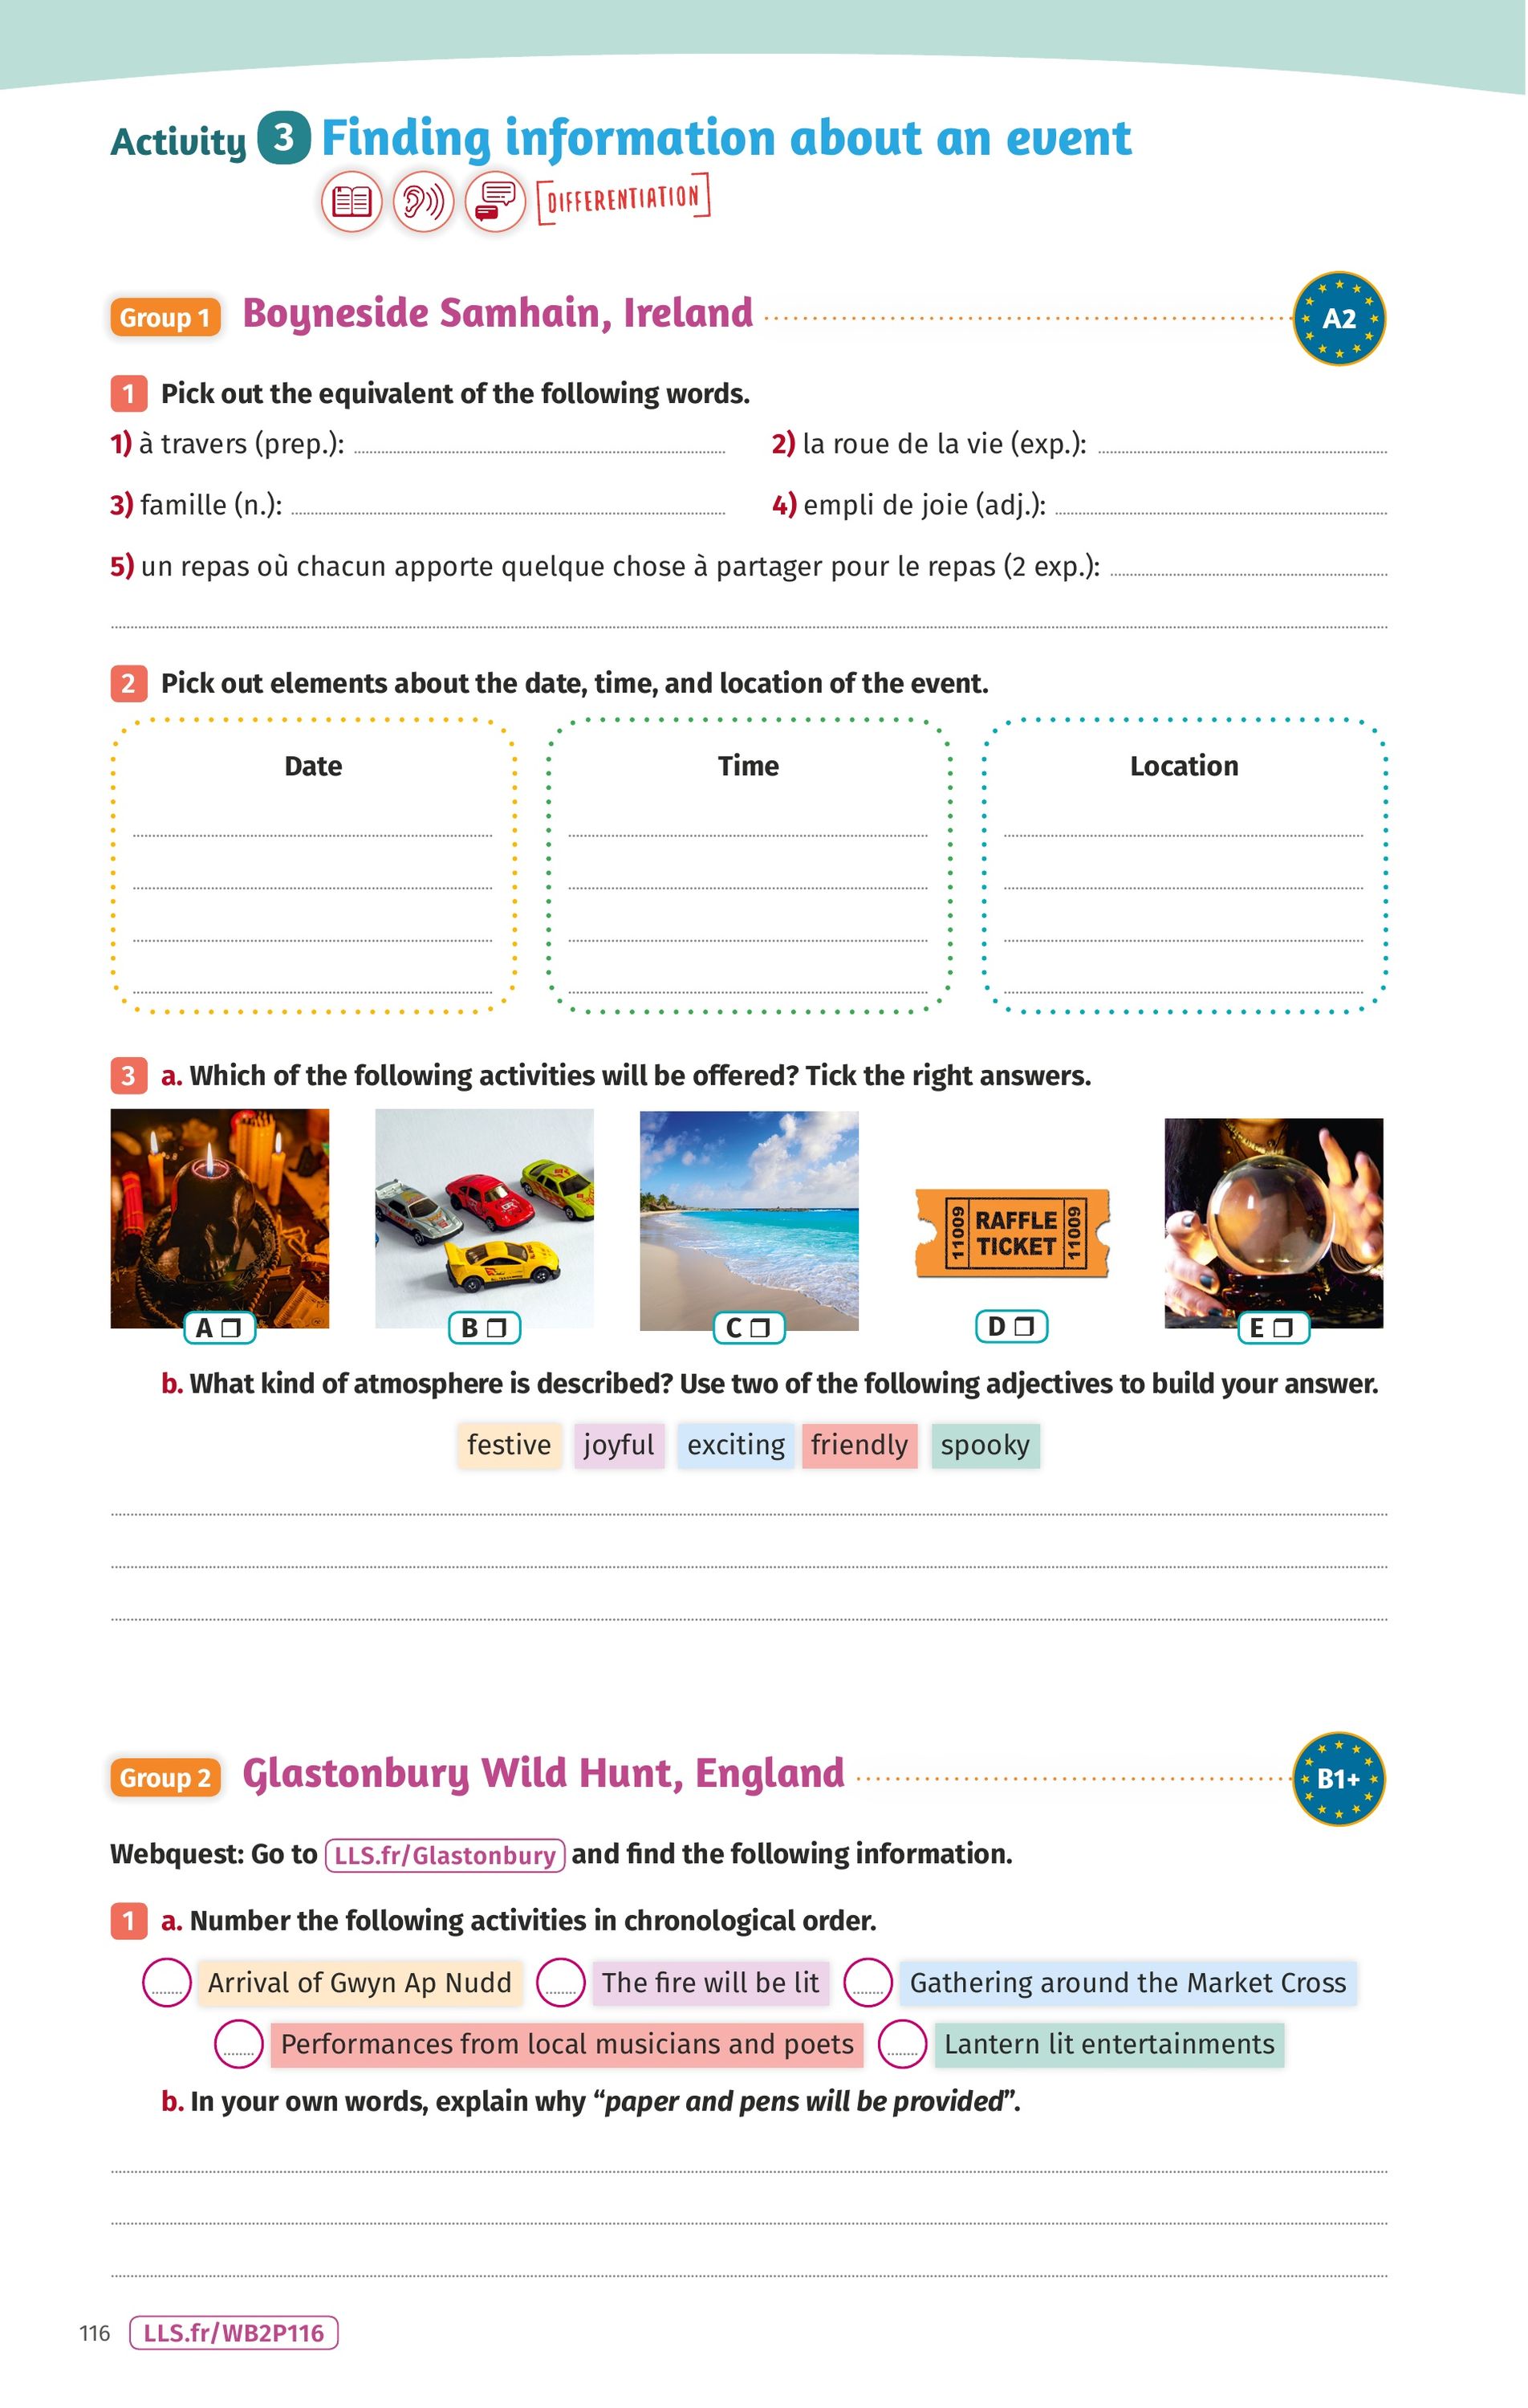 Activity 3 Finding information about an event
DIFFERENTIATION
Group 1 Boyneside Samhain, Ireland
A2
1 Pick out the equivalent of the following words.
1) à travers (prep.):
2) la roue de la vie (exp.):
3) famille (n.):
4) empli de joie (adj.):
5) un repas où chacun apporte quelque chose à partager pour le repas (2 exp.):
2 Pick out elements about the date, time, and location of the event.
Date
Time
Location
3 a. Which of the following activities will be offered? Tick the right answers.
11009
RAFFLE
TICKET
11009
A
B
C
D
E
b. What kind of atmosphere is described? Use two of the following adjectives to build your answer.
festive joyful exciting friendly spooky
Group 2 Glastonbury Wild Hunt, England
B1+
Webquest: Go to LLS.fr/Glastonbury and find the following information.
1 a. Number the following activities in chronological order.
Arrival of Gwyn Ap Nudd The fire will be lit Gathering around the Market Cross
Performances from local musicians and poets Lantern lit entertainments
b. In your own words, explain why “paper and pens will be provided”.
116 LLS.fr/WB2P116